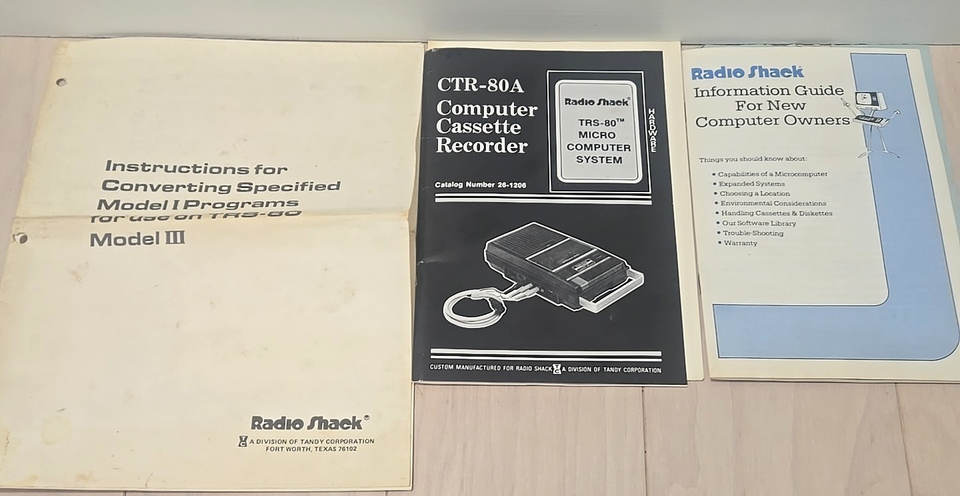 Instructions for
Converting Specified
Model I Programs
for use on TRS-80
Model III
Radio Shack®
A DIVISION OF TANDY CORPORATION
FORT WORTH, TEXAS 76102
CTR-80A
Computer
Cassette
Recorder
Catalog Number 26-1206
Radio Shack®
TRS-80™
MICRO
COMPUTER
SYSTEM
HARDWARE
CUSTOM MANUFACTURED FOR RADIO SHACK A DIVISION OF TANDY CORPORATION
Radio Shack®
Information Guide
For New
Computer Owners
Things you should know about:
• Capabilities of a Microcomputer
• Expanded Systems
• Choosing a Location
• Environmental Considerations
• Handling Cassettes & Diskettes
• Our Software Library
• Trouble-Shooting
• Warranty